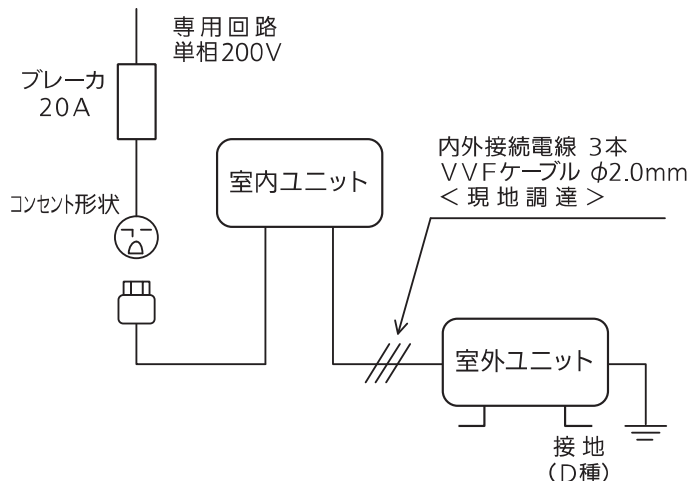 専用回路
単相200V
ブレーカ
20A
コンセント形状
室内ユニット
内外接続電線 3本
VVFケーブル φ2.0mm
<現地調達>
室外ユニット
接地
(D種)